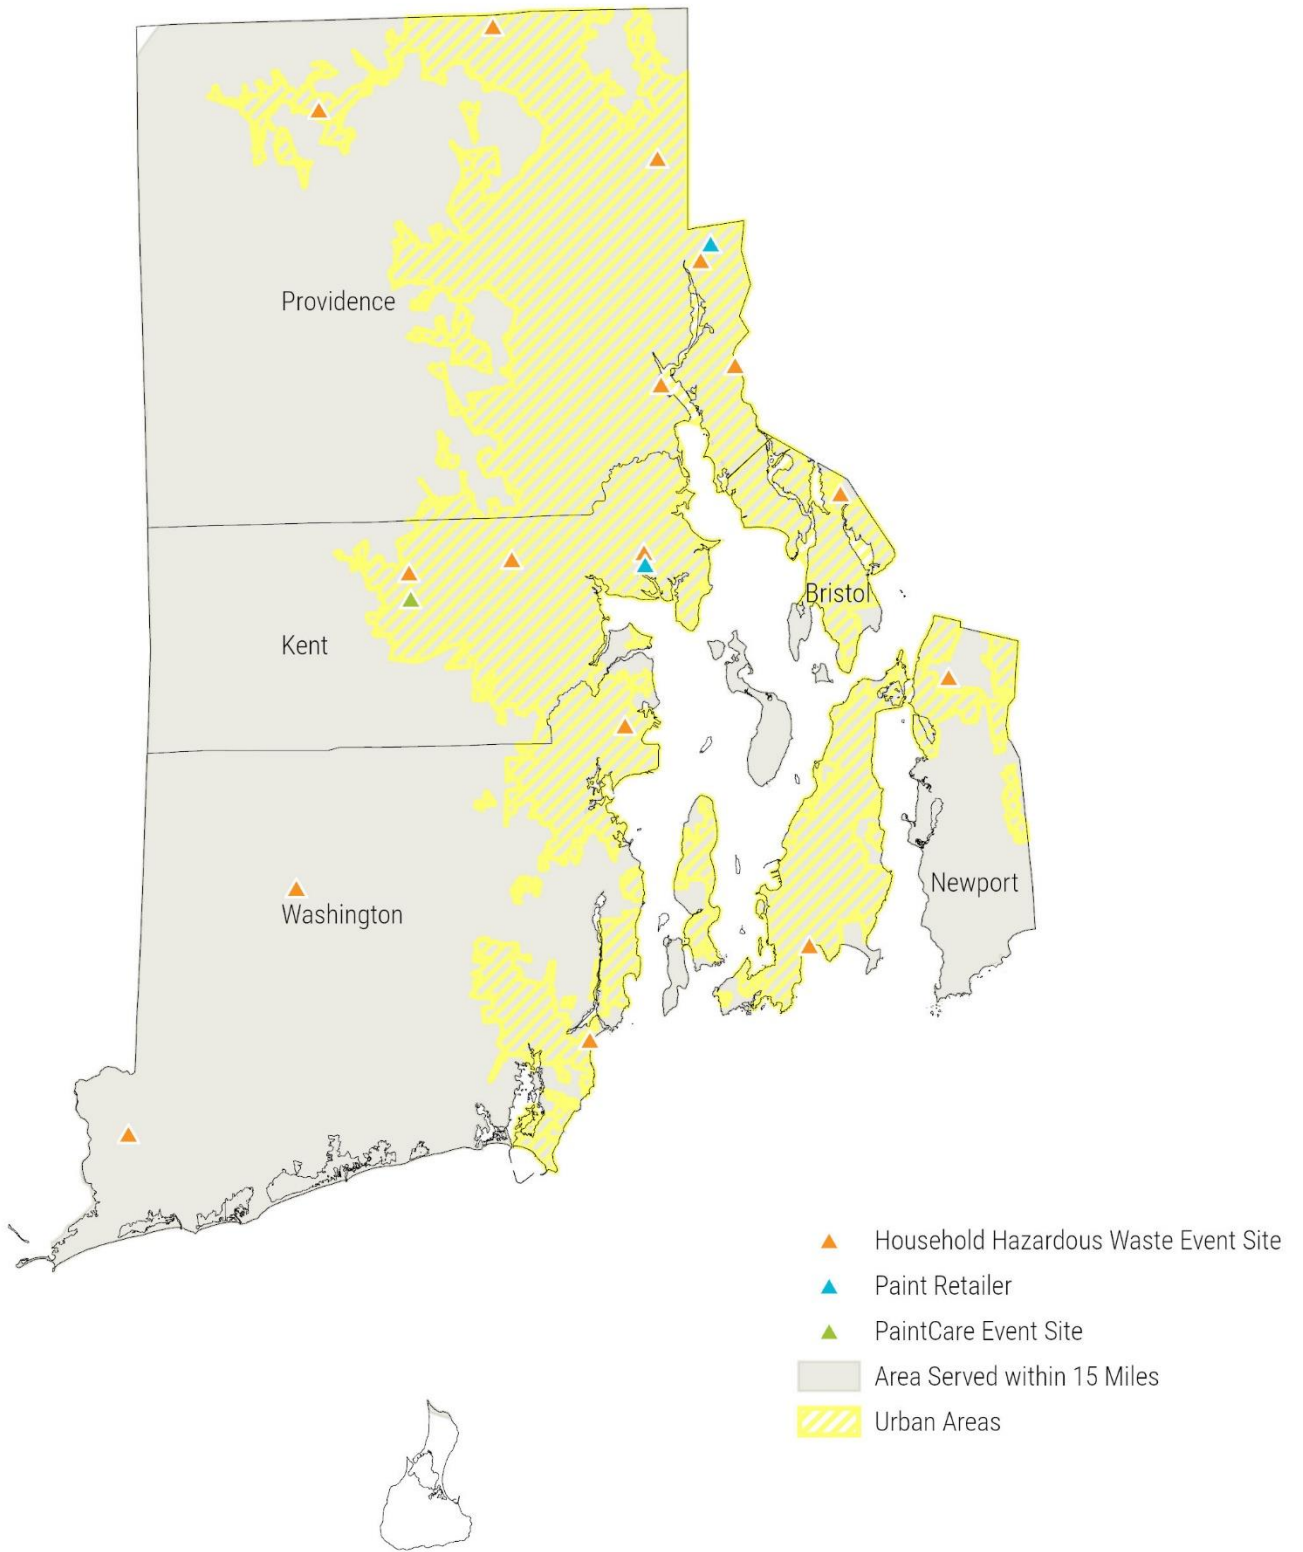 Providence
Bristol
Kent
Newport
Washington
Household Hazardous Waste Event Site
Paint Retailer
PaintCare Event Site
Area Served within 15 Miles
Urban Areas